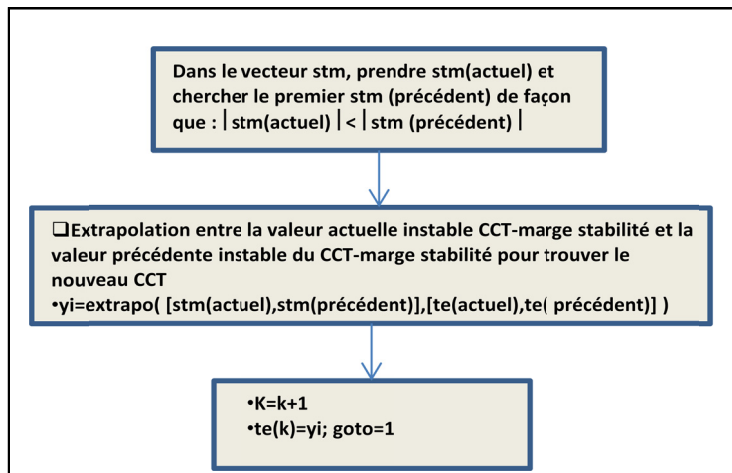 Dans le vecteur stm, prendre stm(actuel) et
chercher le premier stm (précédent) de façon
que : | stm(actuel) | < | stm (précédent) |
❑Extrapolation entre la valeur actuelle instable CCT-marge stabilité et la
valeur précédente instable du CCT-marge stabilité pour trouver le
nouveau CCT
•yi=extrapo( [stm(actuel),stm(précédent)],[te(actuel),te( précédent)] )
•K=k+1
•te(k)=yi; goto=1